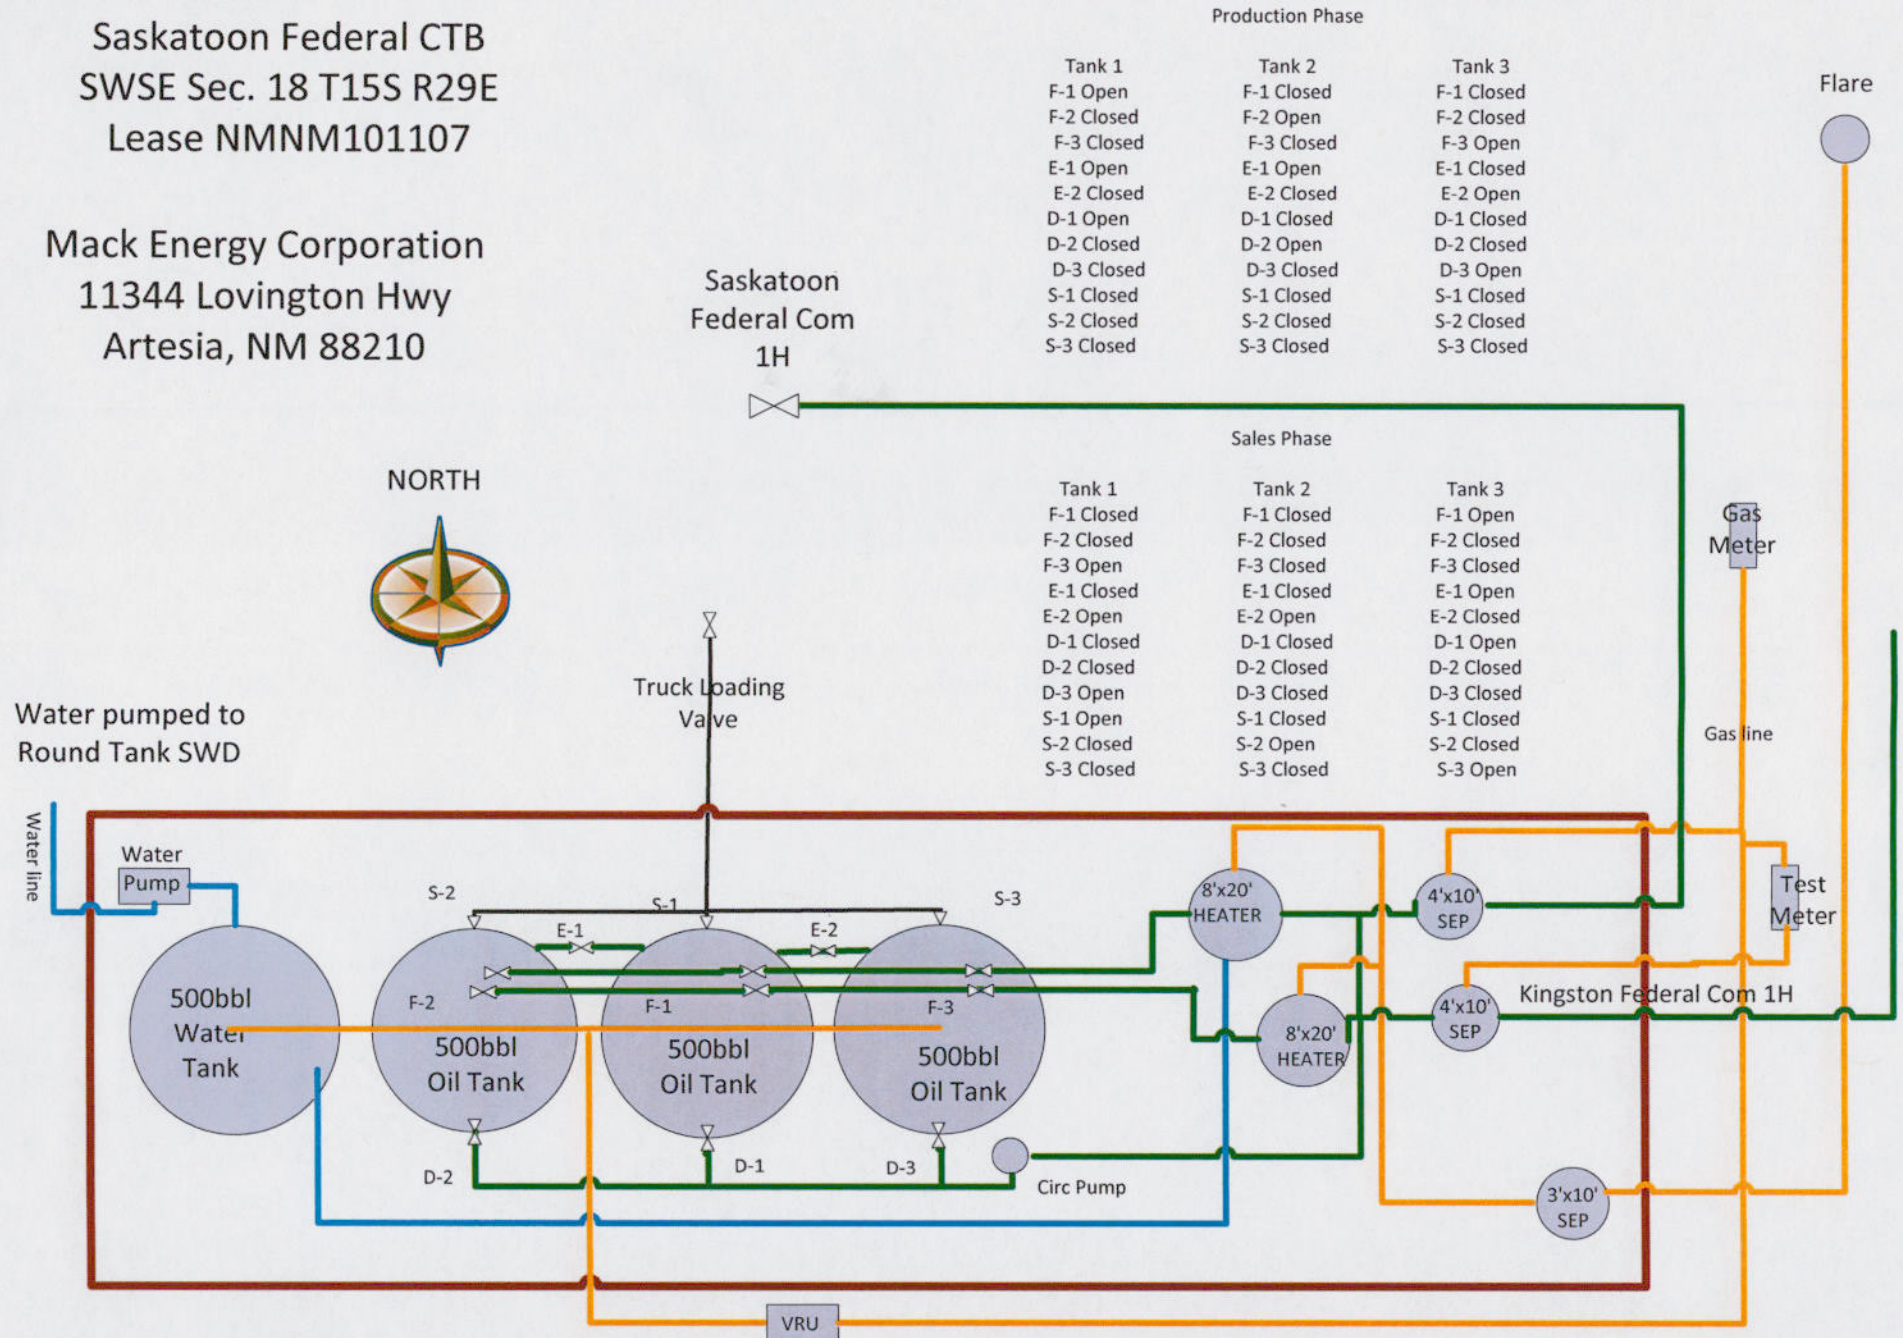 Saskatoon Federal CTB
SWSE Sec. 18 T15S R29E
Lease NMNM101107
Mack Energy Corporation
11344 Lovington Hwy
Artesia, NM 88210
Production Phase
Tank 1
F-1 Open
F-2 Closed
F-3 Closed
E-1 Open
E-2 Closed
D-1 Open
D-2 Closed
D-3 Closed
S-1 Closed
S-2 Closed
S-3 Closed
Tank 2
F-1 Closed
F-2 Open
F-3 Closed
E-1 Open
E-2 Closed
D-1 Closed
D-2 Open
D-3 Closed
S-1 Closed
S-2 Closed
S-3 Closed
Tank 3
F-1 Closed
F-2 Closed
F-3 Open
E-1 Closed
E-2 Open
D-1 Closed
D-2 Closed
D-3 Open
S-1 Closed
S-2 Closed
S-3 Closed
Flare
Saskatoon
Federal Com
1H
Sales Phase
Tank 1
F-1 Closed
F-2 Closed
F-3 Open
E-1 Closed
E-2 Open
D-1 Closed
D-2 Closed
D-3 Open
S-1 Open
S-2 Closed
S-3 Closed
Tank 2
F-1 Closed
F-2 Closed
F-3 Closed
E-1 Closed
E-2 Open
D-1 Closed
D-2 Closed
D-3 Closed
S-1 Closed
S-2 Open
S-3 Closed
Tank 3
F-1 Open
F-2 Closed
F-3 Closed
E-1 Open
E-2 Closed
D-1 Open
D-2 Closed
D-3 Closed
S-1 Closed
S-2 Closed
S-3 Open
NORTH
Gas
Meter
Gas line
Truck Loading
Valve
Water pumped to
Round Tank SWD
Water line
Water
Pump
S-2
S-1
S-3
E-1
E-2
F-2
F-1
F-3
500bbl
Water
Tank
500bbl
Oil Tank
500bbl
Oil Tank
500bbl
Oil Tank
8'x20'
HEATER
4'x10'
SEP
Test
Meter
8'x20'
HEATER
4'x10'
SEP
Kingston Federal Com 1H
D-2
D-1
D-3
Circ Pump
3'x10'
SEP
VRU